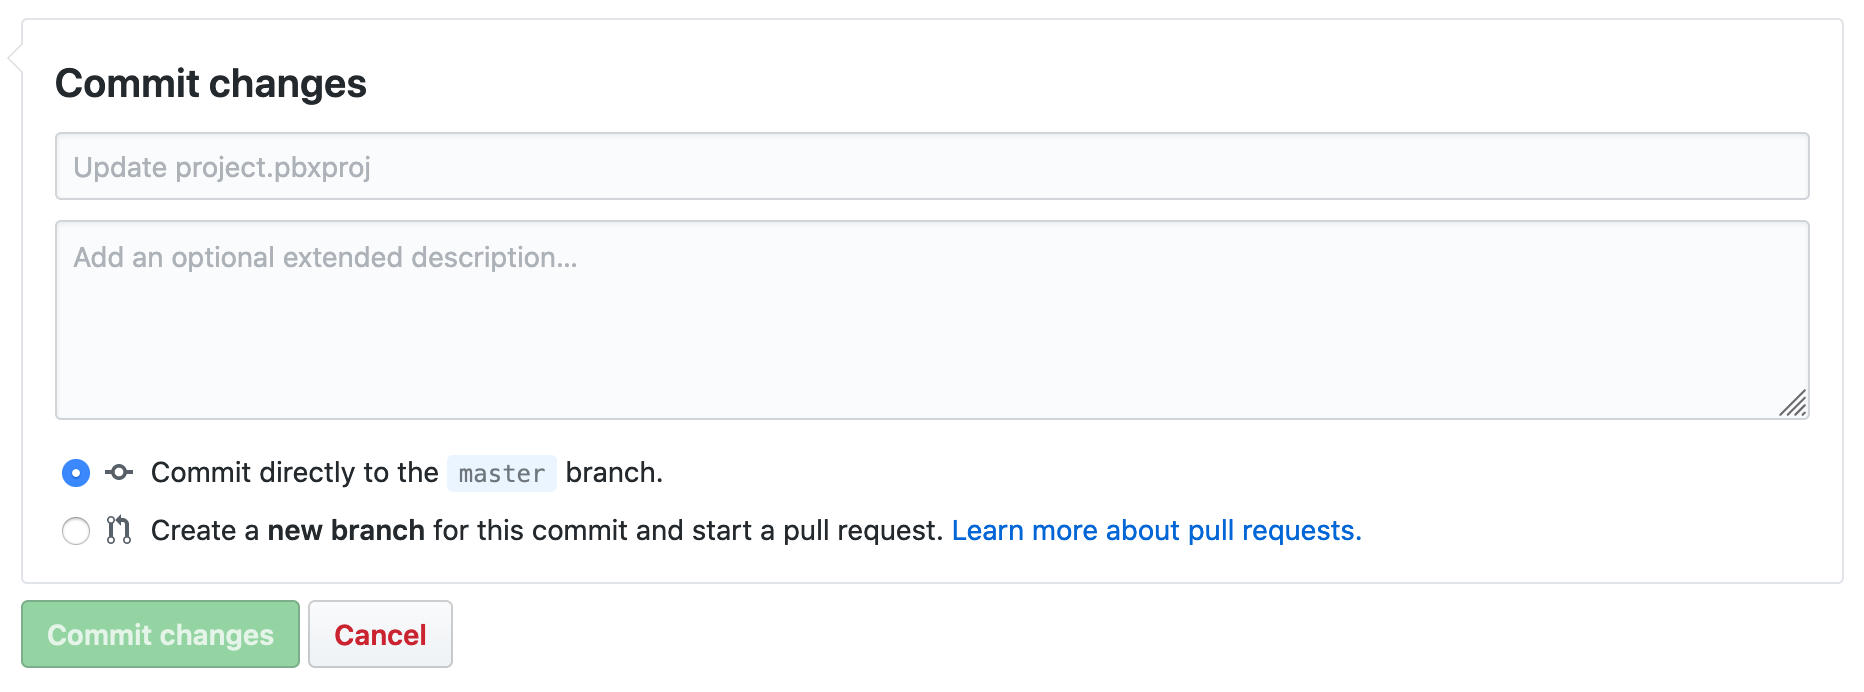 Commit changes
Update project.pbxproj
Add an optional extended description...
Commit directly to the master branch.
Create a new branch for this commit and start a pull request. Learn more about pull requests.
Commit changes Cancel